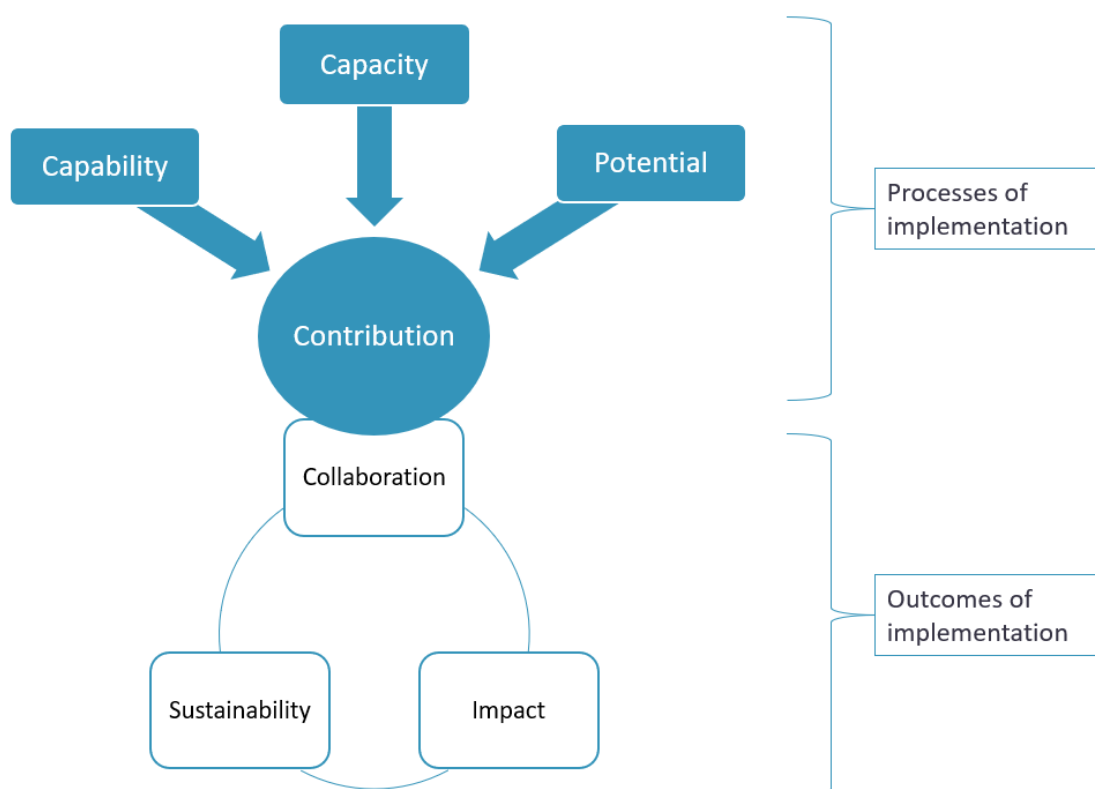 Capacity
Capability
Potential
Processes of
implementation
Contribution
Collaboration
Outcomes of
implementation
Sustainability
Impact